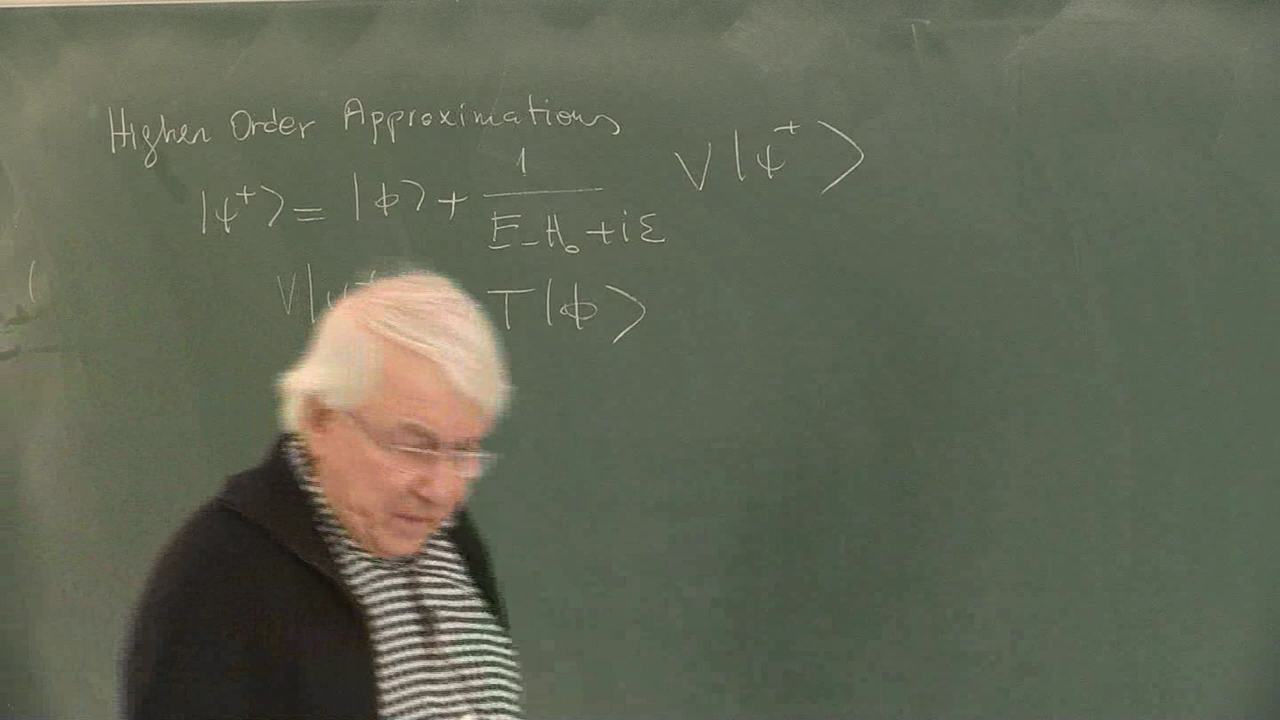 Higher Order Approximations
|ψ⁺⟩ = |ϕ⟩ + 1/(E - H₀ + iε) V|ψ⁺⟩
V| T|ϕ⟩